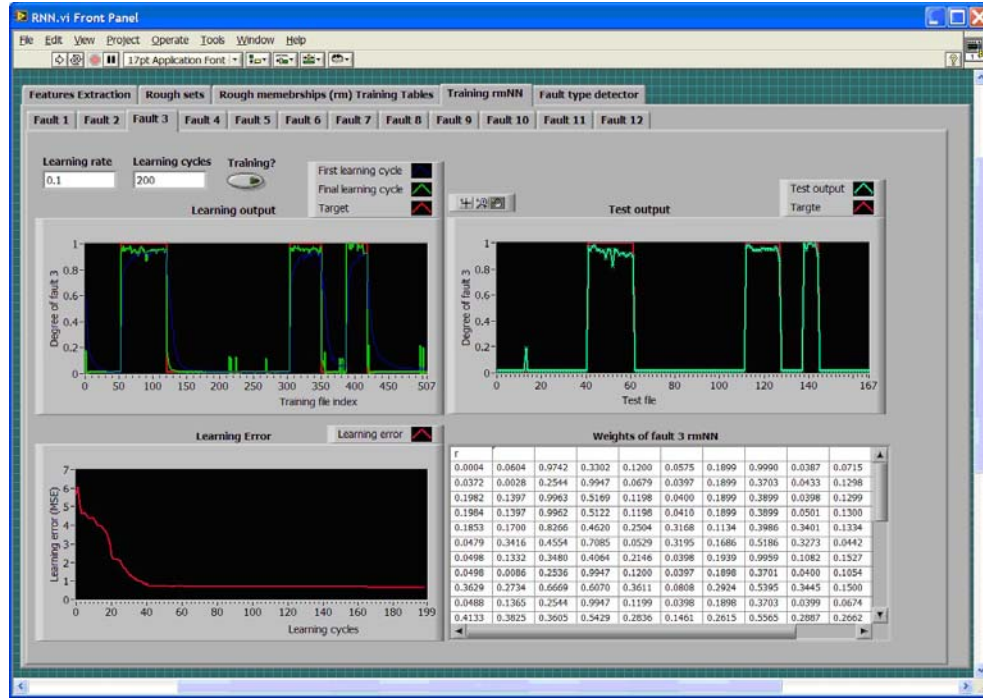 RNN.vi Front Panel
File Edit View Project Operate Tools Window Help
17pt Application Font
Features Extraction Rough sets Rough memebrships (rm) Training Tables Training rmNN Fault type detector
Fault 1 Fault 2 Fault 3 Fault 4 Fault 5 Fault 6 Fault 7 Fault 8 Fault 9 Fault 10 Fault 11 Fault 12
Learning rate Learning cycles Training?
0.1 200
First learning cycle
Final learning cycle
Target
Learning output
Degree of fault 3
1
0.8
0.6
0.4
0.2
0
0 50 100 150 200 250 300 350 400 450 507
Training file index
Test output
Targte
Test output
Degree of fault 3
1
0.8
0.6
0.4
0.2
0
0 20 40 60 80 100 120 140 167
Test file
Learning Error
Learning error
Learning error (MSE)
7
6
5
4
3
2
1
0
0 20 40 60 80 100 120 140 160 180 199
Learning cycles
Weights of fault 3 rmNN
r
0.0004 0.0604 0.9742 0.3302 0.1200 0.0575 0.1899 0.9990 0.0387 0.0715
0.0372 0.0028 0.2544 0.9947 0.0679 0.0397 0.1899 0.3703 0.0433 0.1298
0.1982 0.1397 0.9963 0.5169 0.1198 0.0400 0.1899 0.3899 0.0398 0.1299
0.1984 0.1397 0.9962 0.5122 0.1198 0.0410 0.1899 0.3899 0.0501 0.1300
0.1853 0.1700 0.8266 0.4620 0.2504 0.3168 0.1134 0.3986 0.3401 0.1334
0.0479 0.3416 0.4554 0.7085 0.0529 0.3195 0.1686 0.5186 0.3273 0.0442
0.0498 0.1332 0.3480 0.4064 0.2146 0.0398 0.1939 0.9959 0.1082 0.1527
0.0498 0.0086 0.2536 0.9947 0.1200 0.0397 0.1898 0.3701 0.0400 0.1054
0.3629 0.2734 0.6669 0.6070 0.3611 0.0808 0.2924 0.5395 0.3445 0.1500
0.0488 0.1365 0.2544 0.9947 0.1199 0.0398 0.1898 0.3703 0.0399 0.0674
0.4133 0.3825 0.3605 0.5429 0.2836 0.1461 0.2615 0.5565 0.2887 0.2662